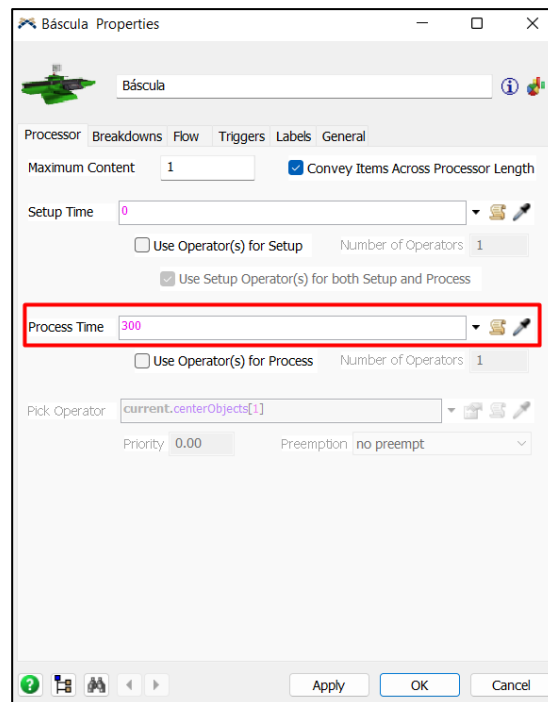 Báscula Properties
Báscula
Processor Breakdowns Flow Triggers Labels General
Maximum Content 1 Convey Items Across Processor Length
Setup Time 0
Use Operator(s) for Setup Number of Operators 1
Use Setup Operator(s) for both Setup and Process
Process Time 300
Use Operator(s) for Process Number of Operators 1
Pick Operator current.centerObjects[1]
Priority 0.00 Preemption no preempt
Apply OK Cancel